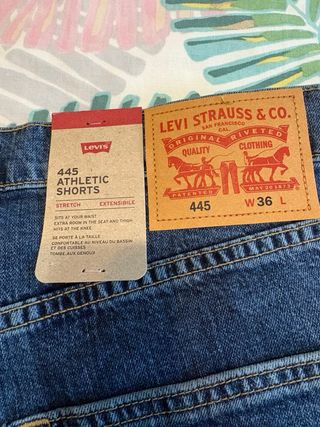 Levi's
445
ATHLETIC
SHORTS
STRETCH EXTENSIBLE
SITS AT YOUR WAIST
EXTRA ROOM IN THE SEAT AND THIGH
HITS AT THE KNEE
SE PORTE À LA TAILLE
CONFORTABLE AU NIVEAU DU BASSIN
ET DES CUISSES
TOMBE AUX GENOUX
LEVI STRAUSS & CO.
SAN FRANCISCO
CAL.
ORIGINAL RIVETED
QUALITY CLOTHING
PATENTED MAY 20 1873
445 W 36 L